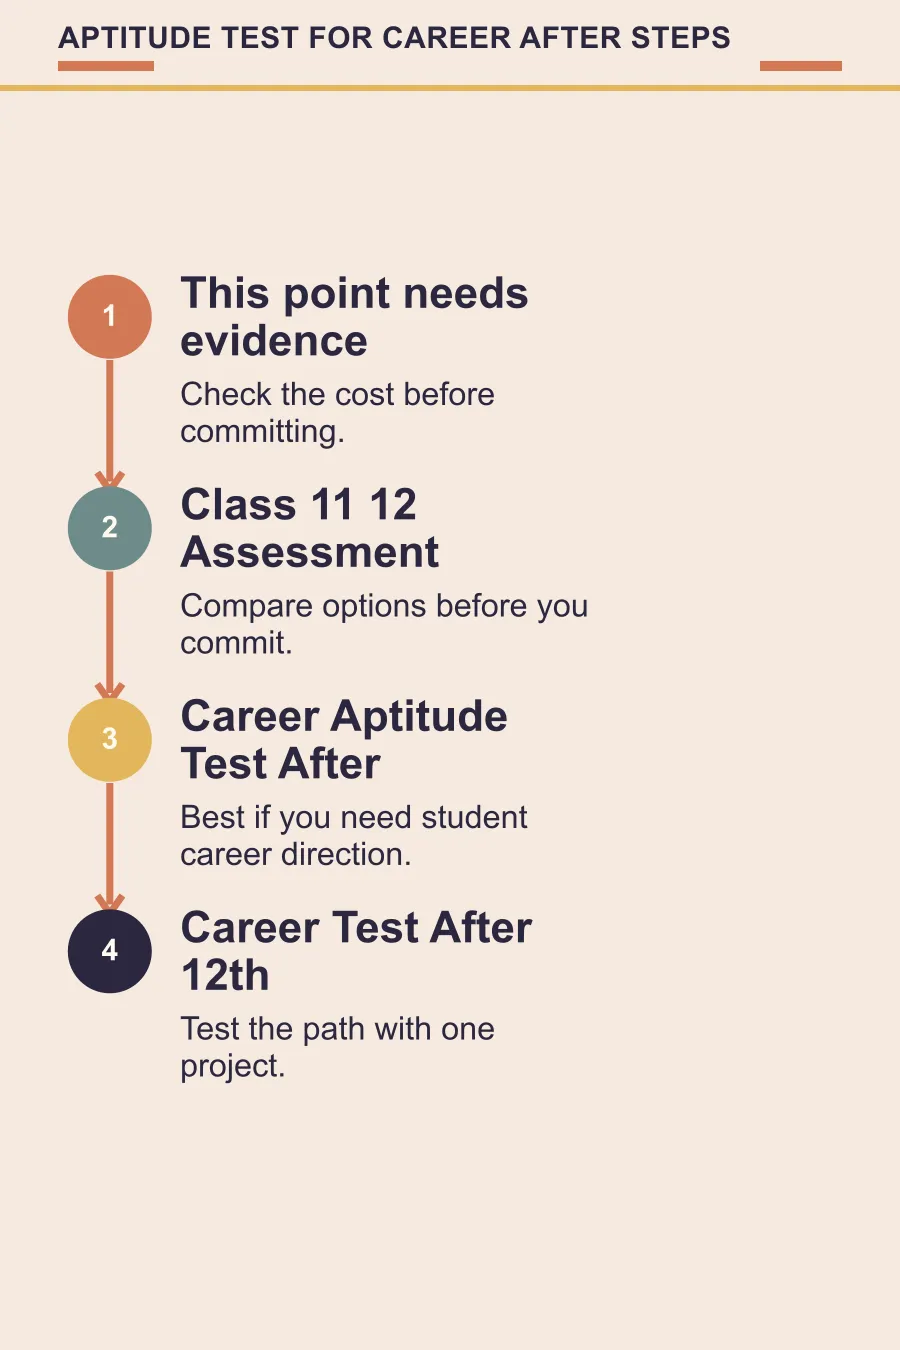 APTITUDE TEST FOR CAREER AFTER STEPS
1
This point needs
evidence
Check the cost before
committing.
2
Class 11 12
Assessment
Compare options before you
commit.
3
Career Aptitude
Test After
Best if you need student
career direction.
4
Career Test After
12th
Test the path with one
project.